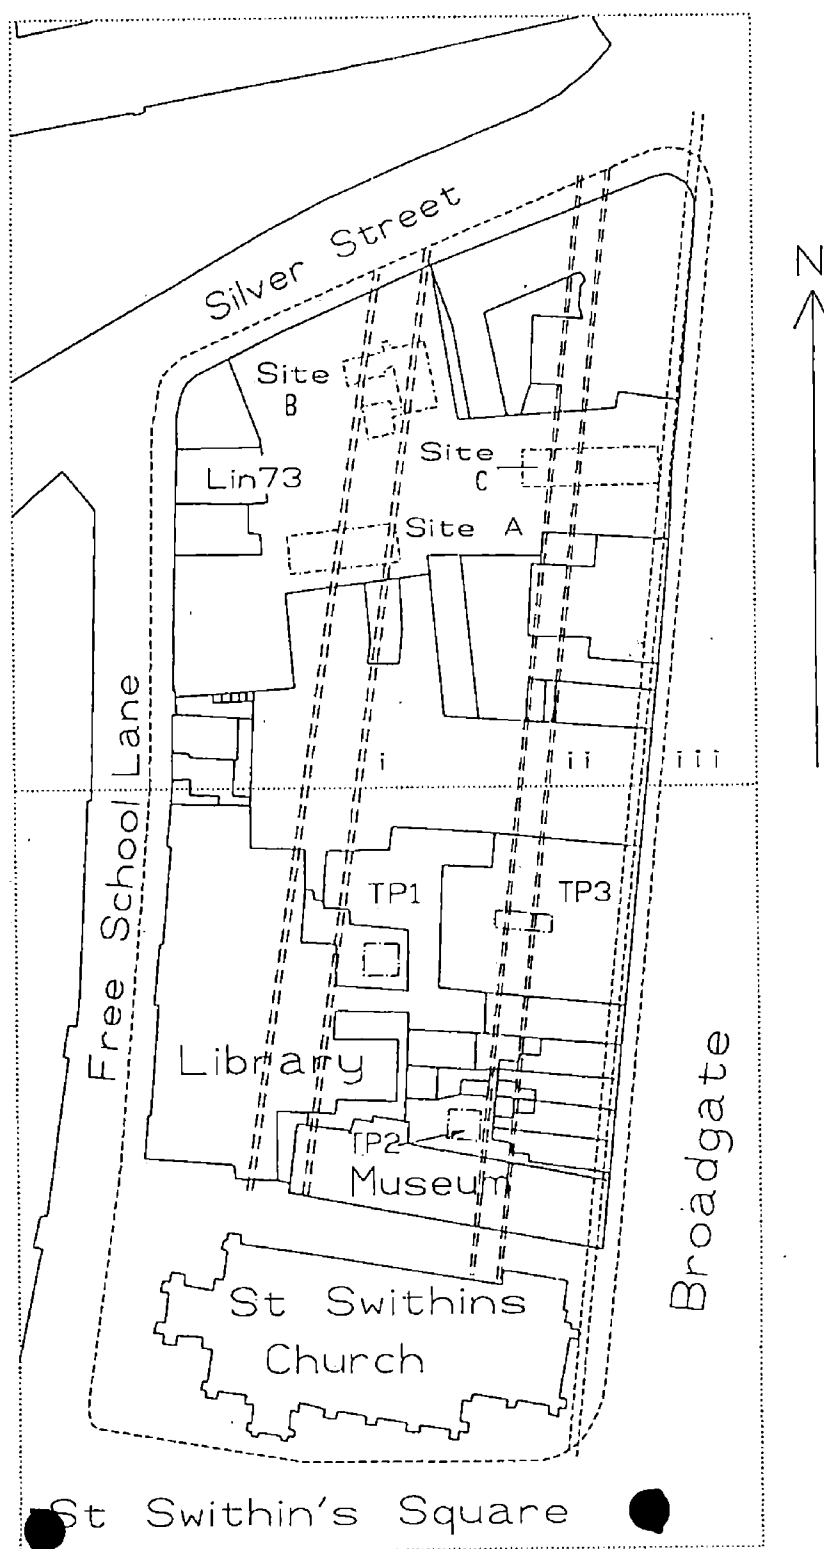 N
Silver Street
Site
B
Site
C
Lin73
Site A
i
ii
iii
Free School Lane
TP1
TP3
Library
TP2
Museum
Broadgate
St Swithins
Church
St Swithin's Square